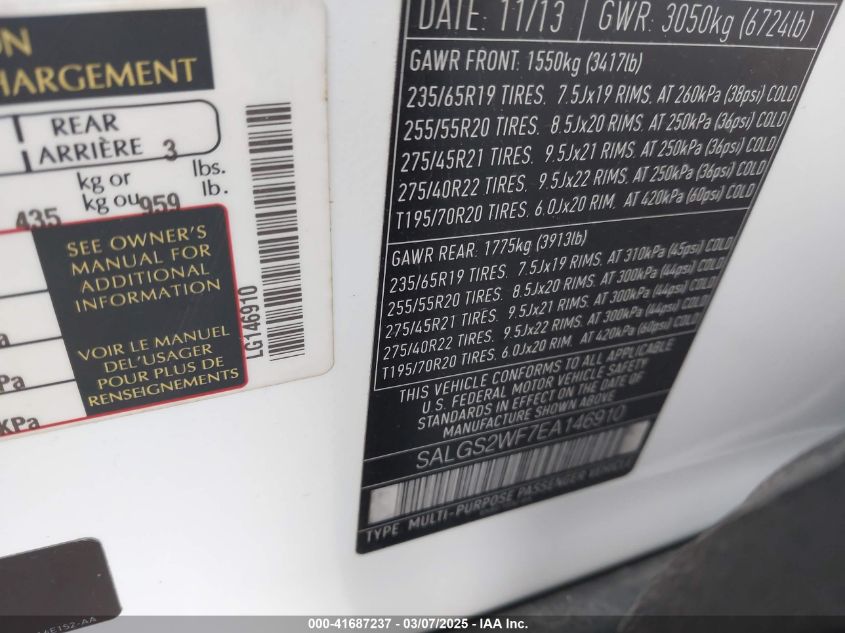 ON
HARGEMENT
REAR
ARRIÈRE 3
kg or lbs.
435 kg ou 959 lb.
SEE OWNER'S
MANUAL FOR
ADDITIONAL
INFORMATION
VOIR LE MANUEL
DEL'USAGER
POUR PLUS DE
RENSEIGNEMENTS
kPa
LG146910
DATE: 11/13 GWR: 3050kg (6724lb)
GAWR FRONT: 1550kg (3417lb)
235/65R19 TIRES. 7.5Jx19 RIMS. AT 260kPa (38psi) COLD
255/55R20 TIRES. 8.5Jx20 RIMS. AT 250kPa (36psi) COLD
275/45R21 TIRES. 9.5Jx21 RIMS. AT 250kPa (36psi) COLD
275/40R22 TIRES. 9.5Jx22 RIMS. AT 250kPa (36psi) COLD
T195/70R20 TIRES. 6.0Jx20 RIM. AT 420kPa (60psi) COLD
GAWR REAR: 1775kg (3913lb)
235/65R19 TIRES. 7.5Jx19 RIMS. AT 310kPa (45psi) COLD
255/55R20 TIRES. 8.5Jx20 RIMS. AT 300kPa (44psi) COLD
275/45R21 TIRES. 9.5Jx21 RIMS. AT 300kPa (44psi) COLD
275/40R22 TIRES. 9.5Jx22 RIMS. AT 300kPa (44psi) COLD
T195/70R20 TIRES. 6.0Jx20 RIM. AT 420kPa (60psi) COLD
THIS VEHICLE CONFORMS TO ALL APPLICABLE
U.S. FEDERAL MOTOR VEHICLE SAFETY
STANDARDS IN EFFECT ON THE DATE OF
MANUFACTURE SHOWN ABOVE
SALGS2WF7EA146910
TYPE MULTI-PURPOSE PASSENGER VEHICLE
000-41687237 - 03/07/2025 - IAA Inc.